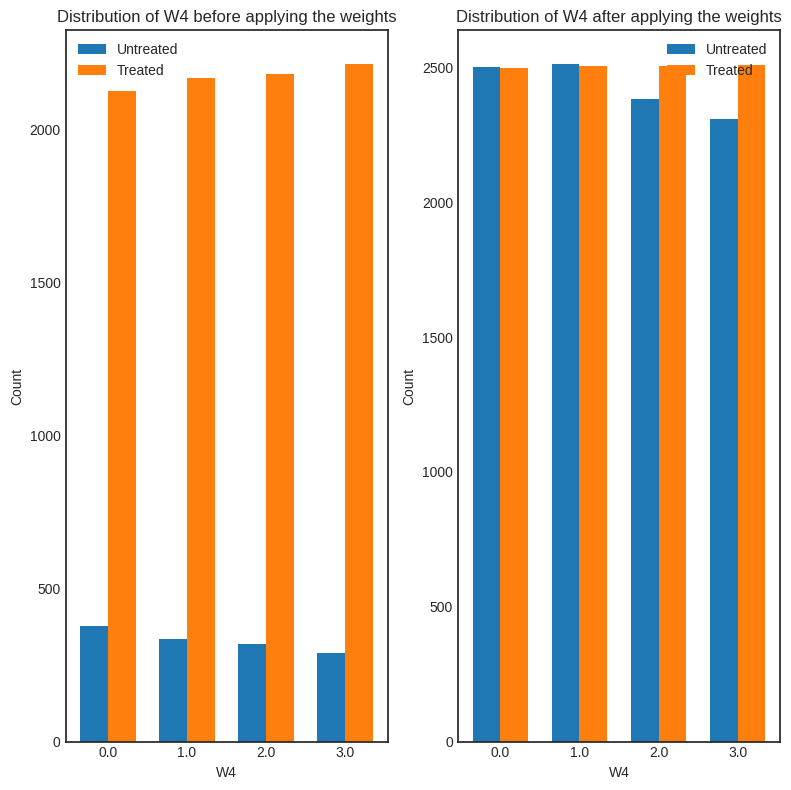 Distribution of W4 before applying the weights
Untreated
Treated
2000
1500
1000
500
0
Count
0.0 1.0 2.0 3.0
W4
Distribution of W4 after applying the weights
Untreated
Treated
2500
2000
1500
1000
500
0
Count
0.0 1.0 2.0 3.0
W4